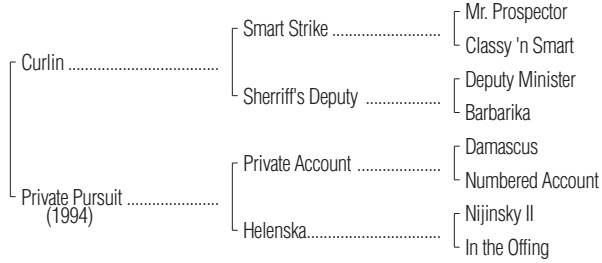 Mr. Prospector
Smart Strike ....................
Classy 'n Smart
Curlin ....................................
Deputy Minister
Sherriff's Deputy ..................
Barbarika
Damascus
Private Account ....................
Numbered Account
Private Pursuit ......................
(1994)
Nijinsky II
Helenska................................
In the Offing